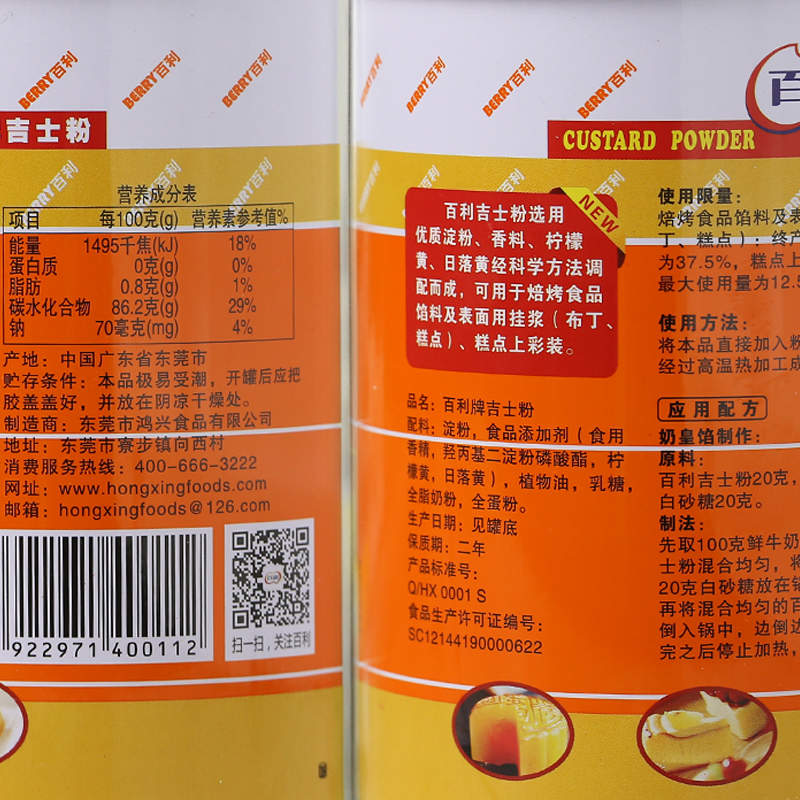 BERRY百利
BERRY百利
BERRY百利
吉士粉
BERRY百利
BERRY百利
营养成分表
项目 每100克(g) 营养素参考值%
能量 1495千焦(kJ) 18%
蛋白质 0克(g) 0%
脂肪 0.8克(g) 1%
碳水化合物 86.2克(g) 29%
钠 70毫克(mg) 4%
产地：中国广东省东莞市
贮存条件：本品极易受潮，开罐后应把
胶盖盖好，并放在阴凉干燥处。
制造商：东莞市鸿兴食品有限公司
地址：东莞市寮步镇向西村
消费服务热线：400-666-3222
网址：www.hongxingfoods.com
邮箱：hongxingfoods@126.com
922971 400112
扫一扫，关注百利
BERRY百利
BERRY百利
BERRY百利
百
CUSTARD POWDER
NEW
百利吉士粉选用
优质淀粉、香料、柠檬
黄、日落黄经科学方法调
配而成，可用于焙烤食品
馅料及表面用挂浆（布丁、
糕点）、糕点上彩装。
品名：百利牌吉士粉
配料：淀粉，食品添加剂（食用
香精，羟丙基二淀粉磷酸酯，柠
檬黄，日落黄），植物油，乳糖，
全脂奶粉，全蛋粉。
生产日期：见罐底
保质期：二年
产品标准号：
Q/HX 0001 S
食品生产许可证编号：
SC12144190000622
使用限量：
焙烤食品馅料及表
丁、糕点）：终产
为37.5%，糕点上
最大使用量为12.5
使用方法：
将本品直接加入粉
经过高温热加工成
应用配方
奶皇馅制作：
原料：
百利吉士粉20克，
白砂糖20克。
制法：
先取100克鲜牛奶
士粉混合均匀，将
20克白砂糖放在锅
再将混合均匀的百
倒入锅中，边倒边
完之后停止加热，